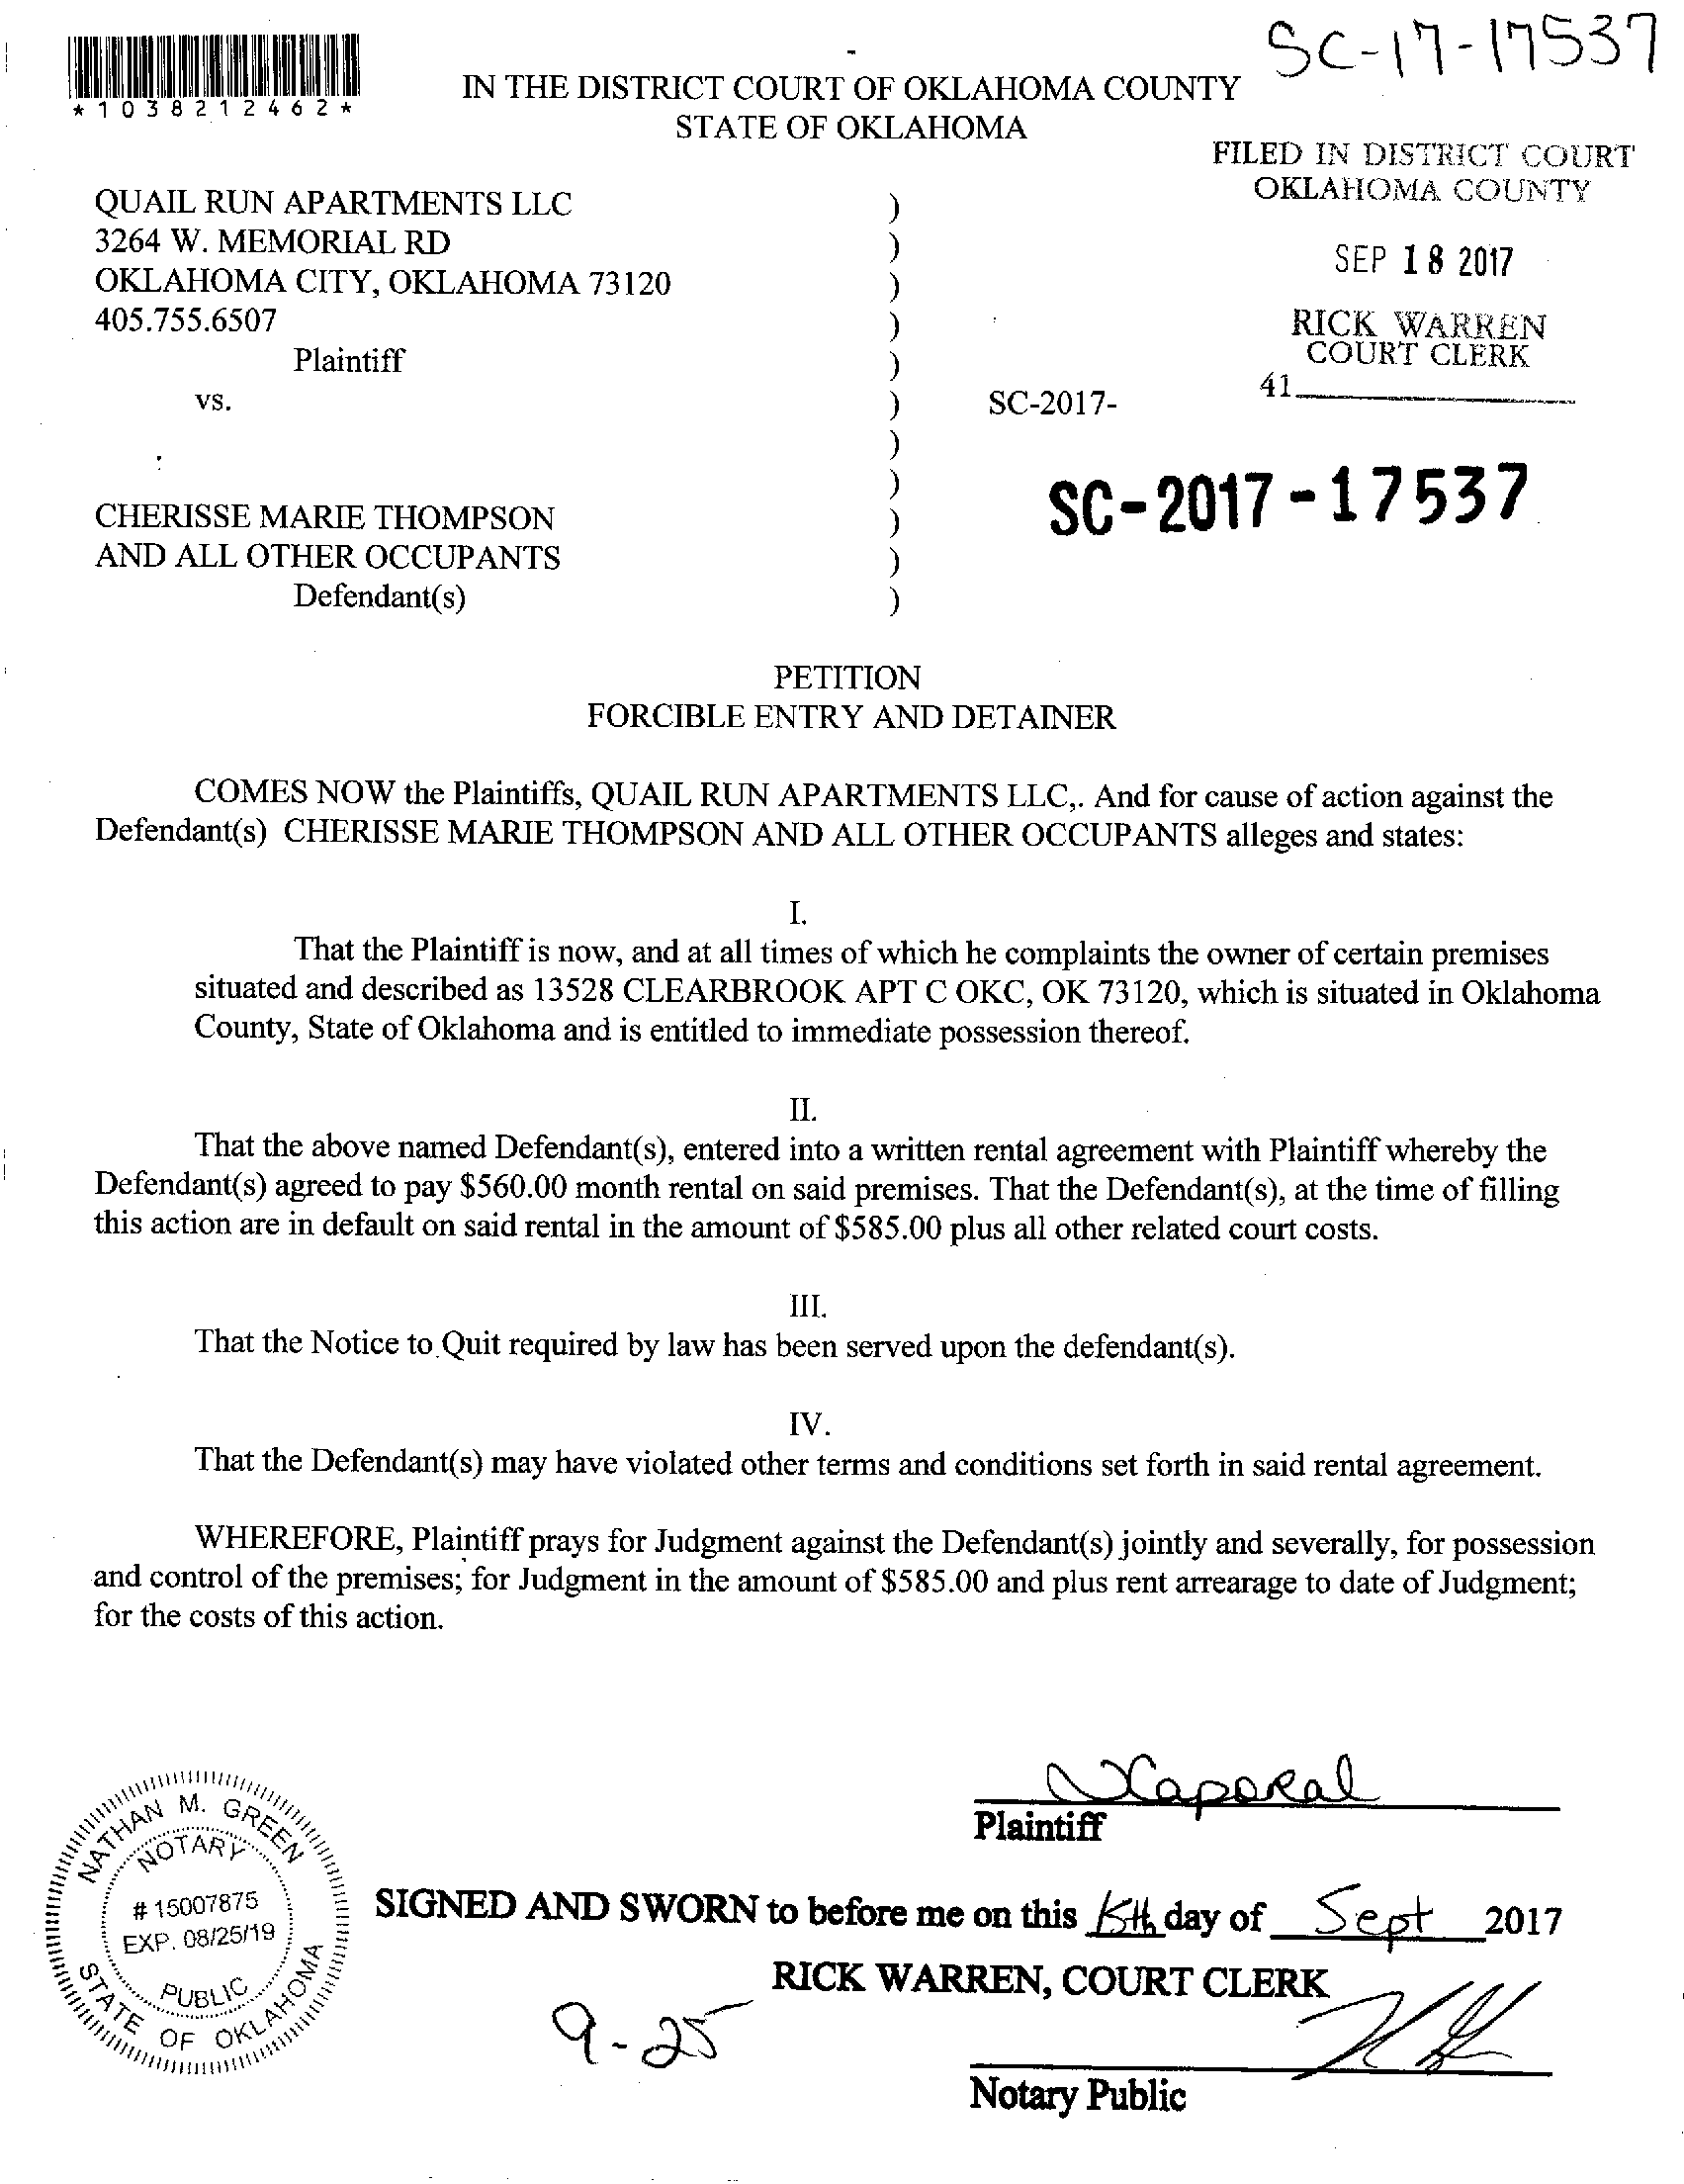 SC-17-17537
*1038212462*
IN THE DISTRICT COURT OF OKLAHOMA COUNTY
STATE OF OKLAHOMA
FILED IN DISTRICT COURT
OKLAHOMA COUNTY
SEP 18 2017
RICK WARREN
COURT CLERK
41
QUAIL RUN APARTMENTS LLC )
3264 W. MEMORIAL RD )
OKLAHOMA CITY, OKLAHOMA 73120 )
405.755.6507 )
Plaintiff )
vs. ) SC-2017-
)
)
SC-2017-17537
CHERISSE MARIE THOMPSON )
AND ALL OTHER OCCUPANTS )
Defendant(s) )
PETITION
FORCIBLE ENTRY AND DETAINER
COMES NOW the Plaintiffs, QUAIL RUN APARTMENTS LLC,. And for cause of action against the
Defendant(s) CHERISSE MARIE THOMPSON AND ALL OTHER OCCUPANTS alleges and states:
I.
That the Plaintiff is now, and at all times of which he complaints the owner of certain premises
situated and described as 13528 CLEARBROOK APT C OKC, OK 73120, which is situated in Oklahoma
County, State of Oklahoma and is entitled to immediate possession thereof.
II.
That the above named Defendant(s), entered into a written rental agreement with Plaintiff whereby the
Defendant(s) agreed to pay $560.00 month rental on said premises. That the Defendant(s), at the time of filling
this action are in default on said rental in the amount of $585.00 plus all other related court costs.
III.
That the Notice to Quit required by law has been served upon the defendant(s).
IV.
That the Defendant(s) may have violated other terms and conditions set forth in said rental agreement.
WHEREFORE, Plaintiff prays for Judgment against the Defendant(s) jointly and severally, for possession
and control of the premises; for Judgment in the amount of $585.00 and plus rent arrearage to date of Judgment;
for the costs of this action.
Plaintiff
NATHAN M. GREEN
NOTARY
# 15007875
EXP. 08/25/19
PUBLIC
STATE OF OKLAHOMA
SIGNED AND SWORN to before me on this 15th day of Sept 2017
RICK WARREN, COURT CLERK
9-25
Notary Public